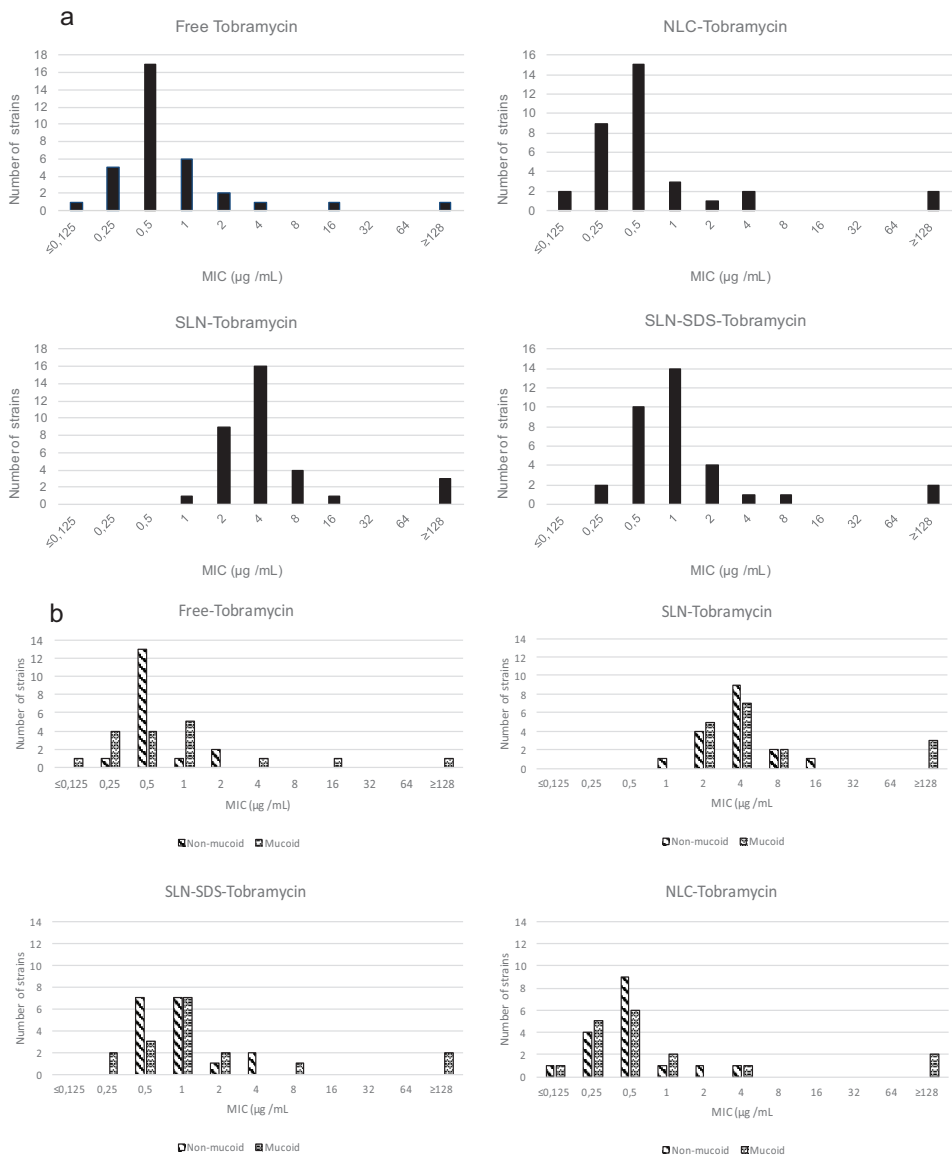 a
Free Tobramycin
Number of strains
18
16
14
12
10
8
6
4
2
0
≤0,125 0,25 0,5 1 2 4 8 16 32 64 ≥128
MIC (µg /mL)
NLC-Tobramycin
Number of strains
16
14
12
10
8
6
4
2
0
≤0,125 0,25 0,5 1 2 4 8 16 32 64 ≥128
MIC (µg /mL)
SLN-Tobramycin
Number of strains
18
16
14
12
10
8
6
4
2
0
≤0,125 0,25 0,5 1 2 4 8 16 32 64 ≥128
MIC (µg /mL)
SLN-SDS-Tobramycin
Number of strains
16
14
12
10
8
6
4
2
0
≤0,125 0,25 0,5 1 2 4 8 16 32 64 ≥128
MIC (µg /mL)
b
Free-Tobramycin
Number of strains
14
12
10
8
6
4
2
0
≤0,125 0,25 0,5 1 2 4 8 16 32 64 ≥128
MIC (µg /mL)
Non-mucoid Mucoid
SLN-Tobramycin
Number of strains
14
12
10
8
6
4
2
0
≤0,125 0,25 0,5 1 2 4 8 16 32 64 ≥128
MIC (µg /mL
Non-mucoid Mucoid
SLN-SDS-Tobramycin
Number of strains
14
12
10
8
6
4
2
0
≤0,125 0,25 0,5 1 2 4 8 16 32 64 ≥128
MIC (µg /mL
Non-mucoid Mucoid
NLC-Tobramycin
Number of strains
14
12
10
8
6
4
2
0
≤0,125 0,25 0,5 1 2 4 8 16 32 64 ≥128
MIC (µg /mL
Non-mucoid Mucoid